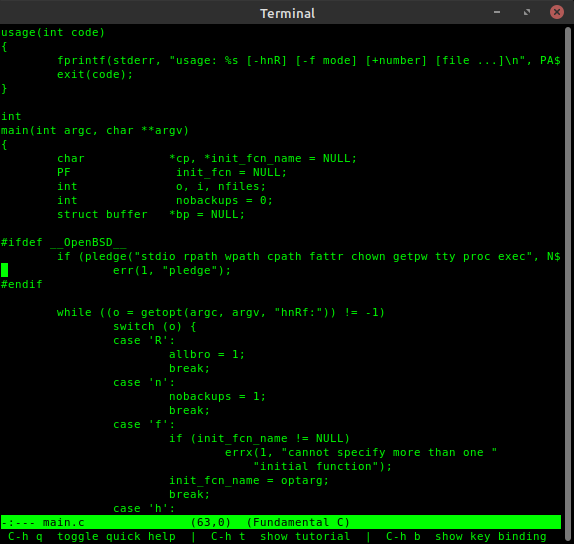 Terminal
usage(int code)
{
        fprintf(stderr, "usage: %s [-hnR] [-f mode] [+number] [file ...]\n", PA$
        exit(code);
}

int
main(int argc, char **argv)
{
        char            *cp, *init_fcn_name = NULL;
        PF               init_fcn = NULL;
        int              o, i, nfiles;
        int              nobackups = 0;
        struct buffer   *bp = NULL;

#ifdef __OpenBSD__
        if (pledge("stdio rpath wpath cpath fattr chown getpw tty proc exec", N$
                err(1, "pledge");
#endif

        while ((o = getopt(argc, argv, "hnRf:")) != -1)
                switch (o) {
                case 'R':
                        allbro = 1;
                        break;
                case 'n':
                        nobackups = 1;
                        break;
                case 'f':
                        if (init_fcn_name != NULL)
                                errx(1, "cannot specify more than one "
                                    "initial function");
                        init_fcn_name = optarg;
                        break;
                case 'h':
-:--- main.c               (63,0)  (Fundamental C)
 C-h q  toggle quick help  |  C-h t  show tutorial  |  C-h b  show key binding